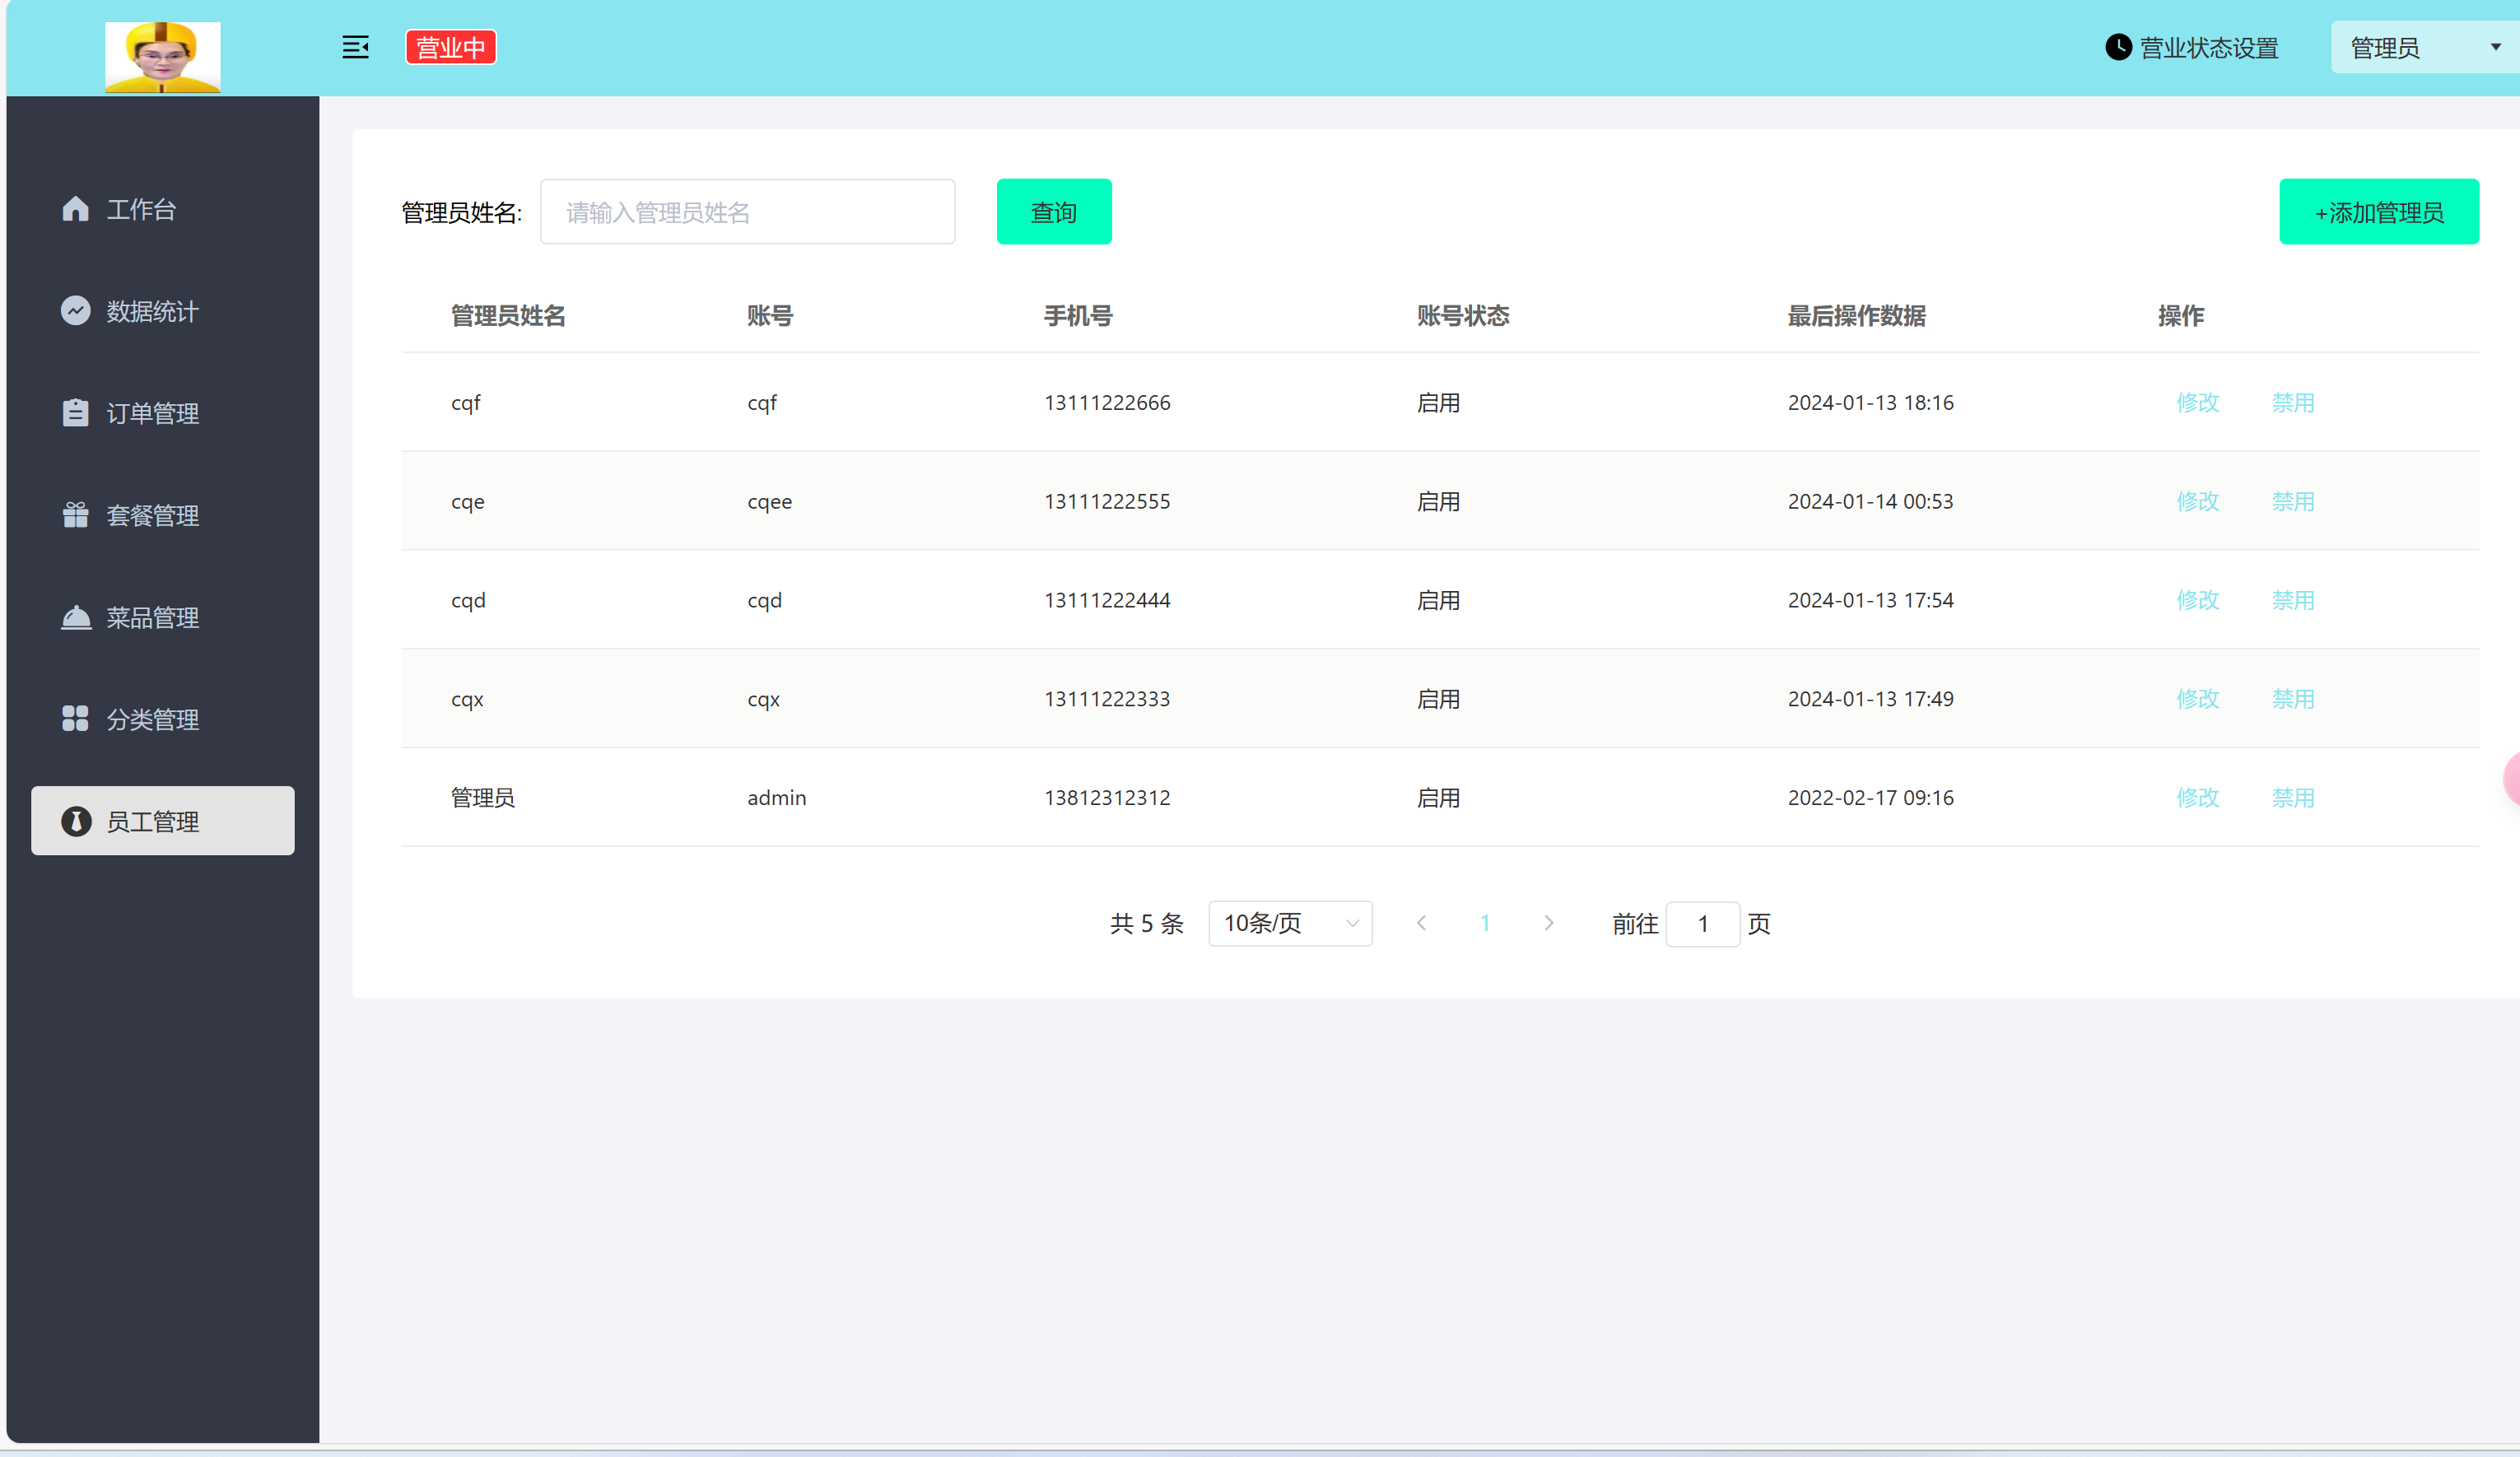 营业中 营业状态设置 管理员
工作台
数据统计
订单管理
套餐管理
菜品管理
分类管理
员工管理
管理员姓名: 请输入管理员姓名 查询 +添加管理员
管理员姓名 账号 手机号 账号状态 最后操作数据 操作
cqf cqf 13111222666 启用 2024-01-13 18:16 修改 禁用
cqe cqee 13111222555 启用 2024-01-14 00:53 修改 禁用
cqd cqd 13111222444 启用 2024-01-13 17:54 修改 禁用
cqx cqx 13111222333 启用 2024-01-13 17:49 修改 禁用
管理员 admin 13812312312 启用 2022-02-17 09:16 修改 禁用
共 5 条 10条/页 1 前往 1 页